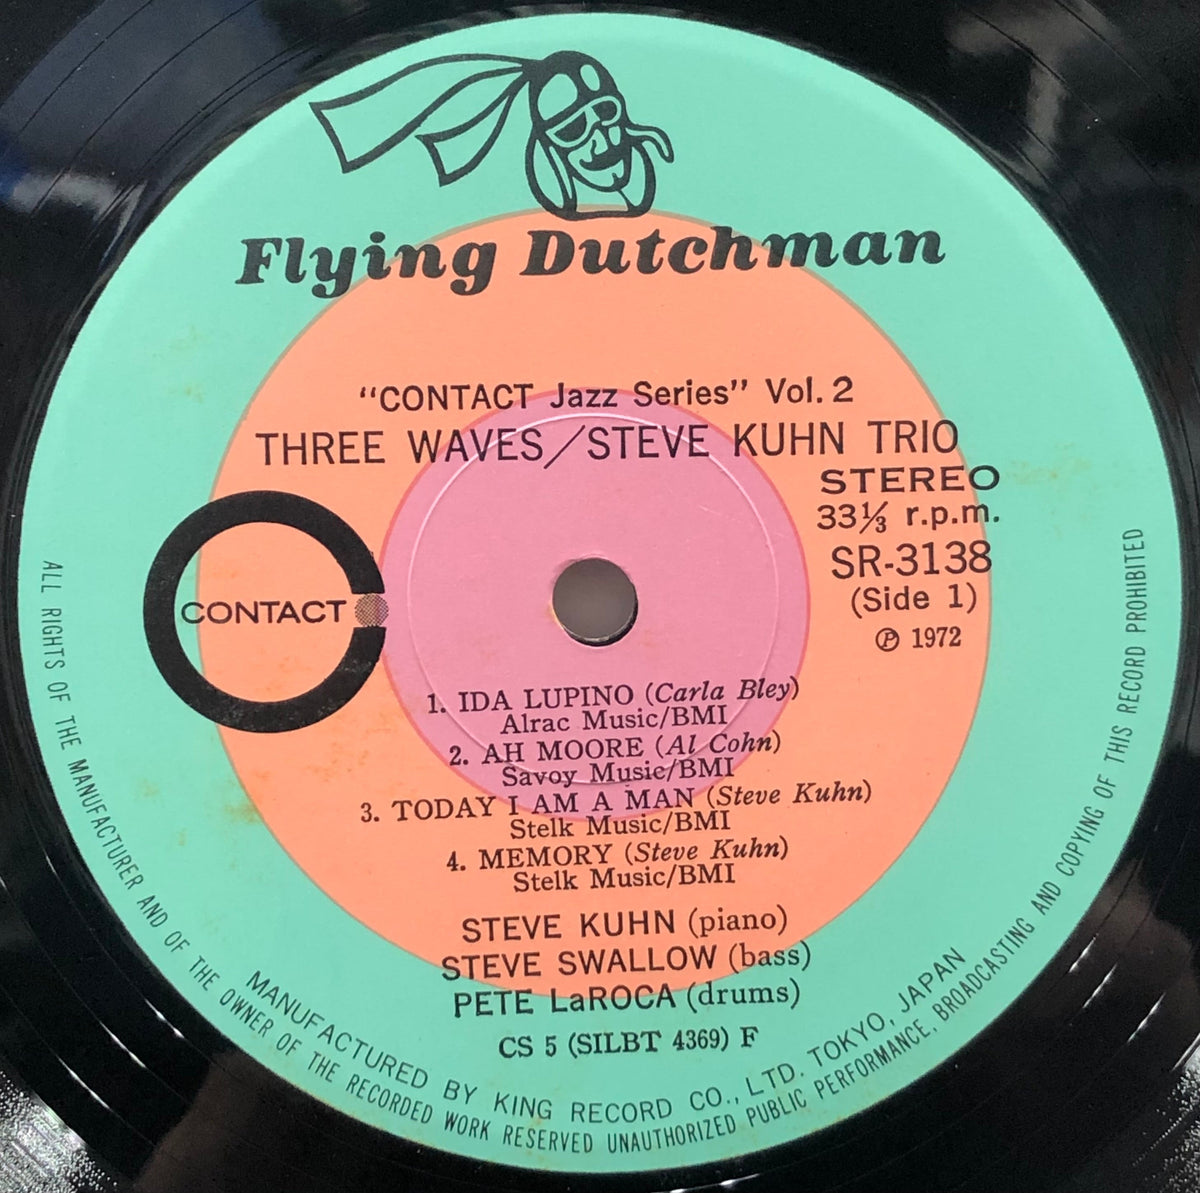 Flying Dutchman
“CONTACT Jazz Series” Vol. 2
THREE WAVES/STEVE KUHN TRIO
STEREO
33⅓ r.p.m.
SR-3138
(Side 1)
Ⓟ 1972
CONTACT
1. IDA LUPINO (Carla Bley)
Alrac Music/BMI
2. AH MOORE (Al Cohn)
Savoy Music/BMI
3. TODAY I AM A MAN (Steve Kuhn)
Stelk Music/BMI
4. MEMORY (Steve Kuhn)
Stelk Music/BMI
STEVE KUHN (piano)
STEVE SWALLOW (bass)
PETE LaROCA (drums)
CS 5 (SILBT 4369) F
MANUFACTURED BY KING RECORD CO., LTD. TOKYO, JAPAN
ALL RIGHTS OF THE MANUFACTURER AND OF THE OWNER OF THE RECORDED WORK RESERVED UNAUTHORIZED PUBLIC PERFORMANCE, BROADCASTING AND COPYING OF THIS RECORD PROHIBITED